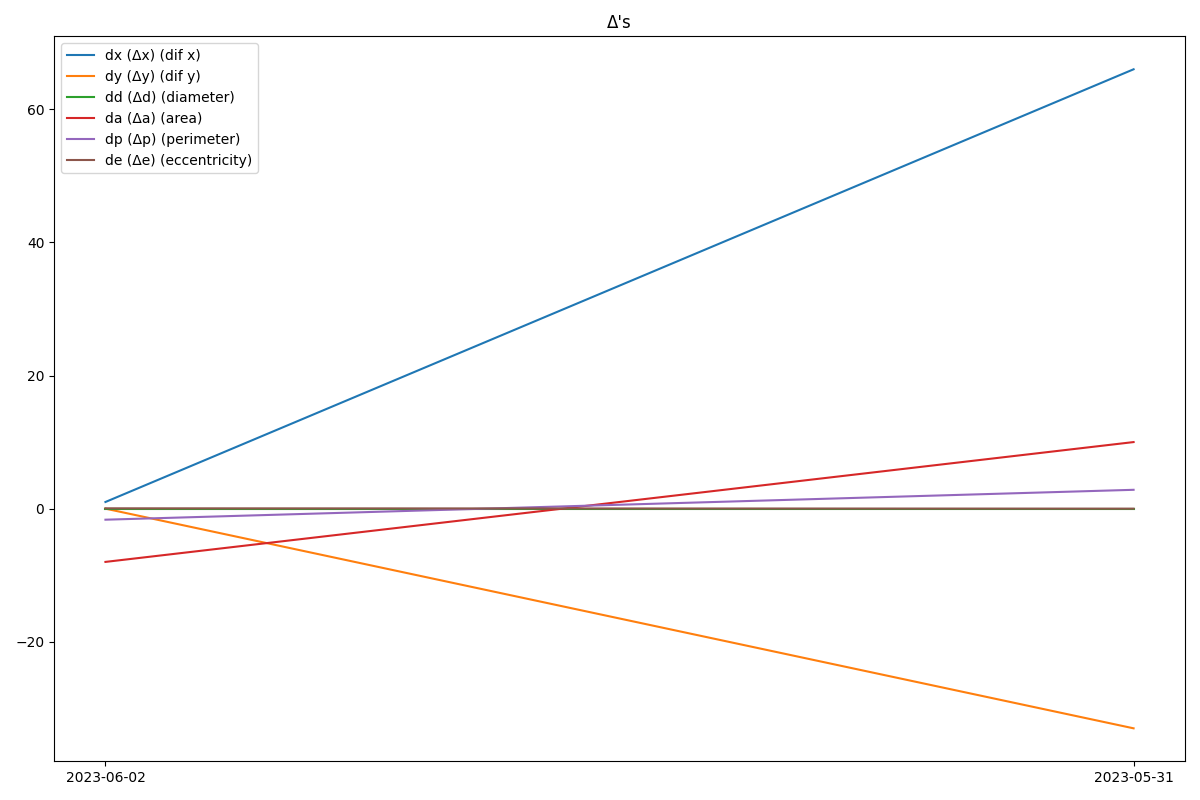 Δ's
dx (Δx) (dif x)
dy (Δy) (dif y)
dd (Δd) (diameter)
da (Δa) (area)
dp (Δp) (perimeter)
de (Δe) (eccentricity)
60
40
20
0
−20
2023-06-02
2023-05-31